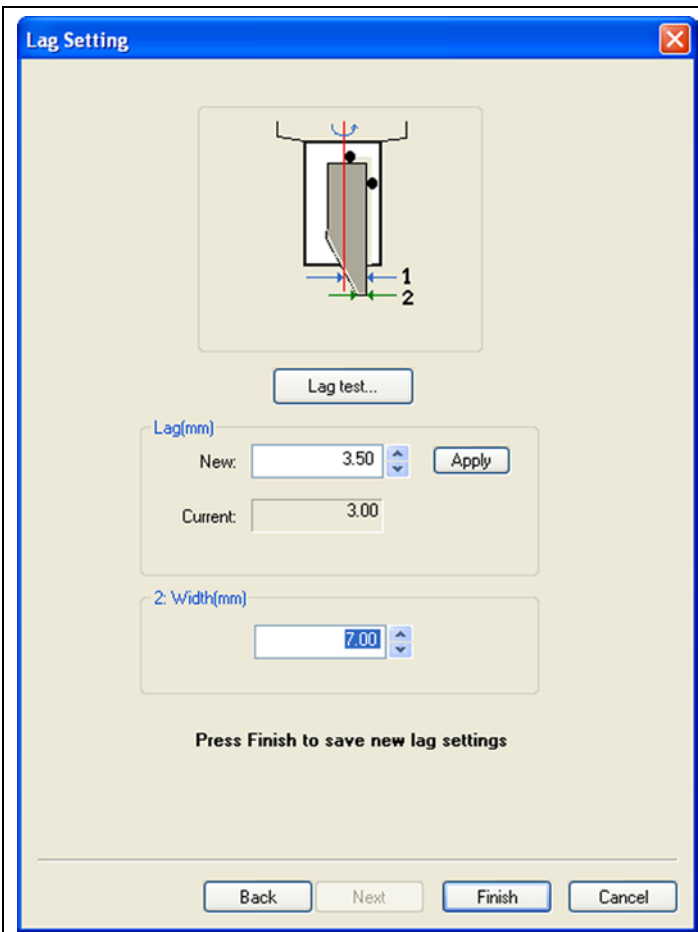 Lag Setting
1
2
Lag test...
Lag(mm)
New: 3.50 Apply
Current: 3.00
2: Width(mm)
7.00
Press Finish to save new lag settings
Back Next Finish Cancel